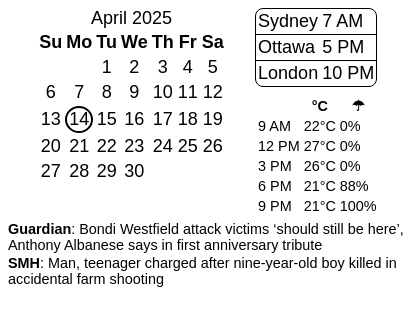 April 2025
Su Mo Tu We Th Fr Sa
1 2 3 4 5
6 7 8 9 10 11 12
13 14 15 16 17 18 19
20 21 22 23 24 25 26
27 28 29 30
Sydney 7 AM
Ottawa 5 PM
London 10 PM
°C ☂
9 AM 22°C 0%
12 PM 27°C 0%
3 PM 26°C 0%
6 PM 21°C 88%
9 PM 21°C 100%
Guardian: Bondi Westfield attack victims ‘should still be here’,
Anthony Albanese says in first anniversary tribute
SMH: Man, teenager charged after nine-year-old boy killed in
accidental farm shooting